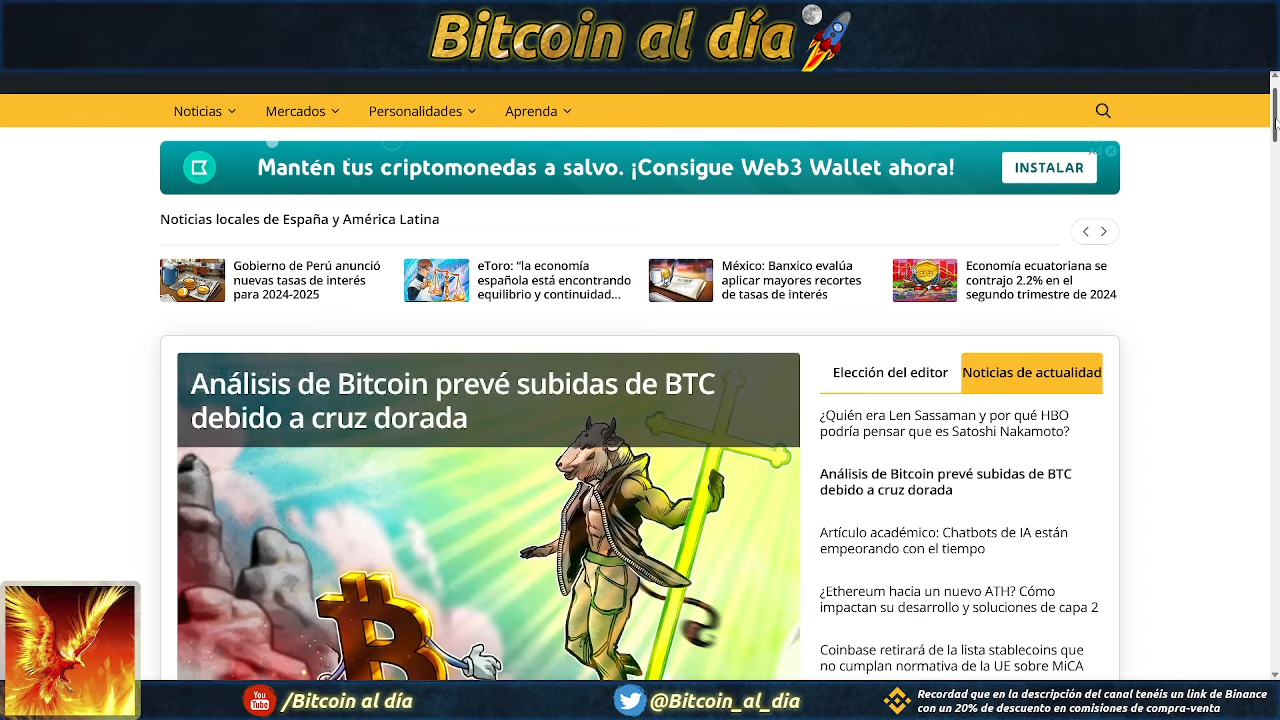 Bitcoin al día
Noticias
Mercados
Personalidades
Aprenda
Ad
Mantén tus criptomonedas a salvo. ¡Consigue Web3 Wallet ahora!
INSTALAR
Noticias locales de España y América Latina
Gobierno de Perú anunció
nuevas tasas de interés
para 2024-2025
eToro: “la economía
española está encontrando
equilibrio y continuidad...
México: Banxico evalúa
aplicar mayores recortes
de tasas de interés
Economía ecuatoriana se
contrajo 2.2% en el
segundo trimestre de 2024
Análisis de Bitcoin prevé subidas de BTC
debido a cruz dorada
Elección del editor
Noticias de actualidad
¿Quién era Len Sassaman y por qué HBO
podría pensar que es Satoshi Nakamoto?
Análisis de Bitcoin prevé subidas de BTC
debido a cruz dorada
Artículo académico: Chatbots de IA están
empeorando con el tiempo
¿Ethereum hacia un nuevo ATH? Cómo
impactan su desarrollo y soluciones de capa 2
Coinbase retirará de la lista stablecoins que
no cumplan normativa de la UE sobre MiCA
You
Tube
/Bitcoin al día
@Bitcoin_al_dia
Recordad que en la descripción del canal tenéis un link de Binance
con un 20% de descuento en comisiones de compra-venta